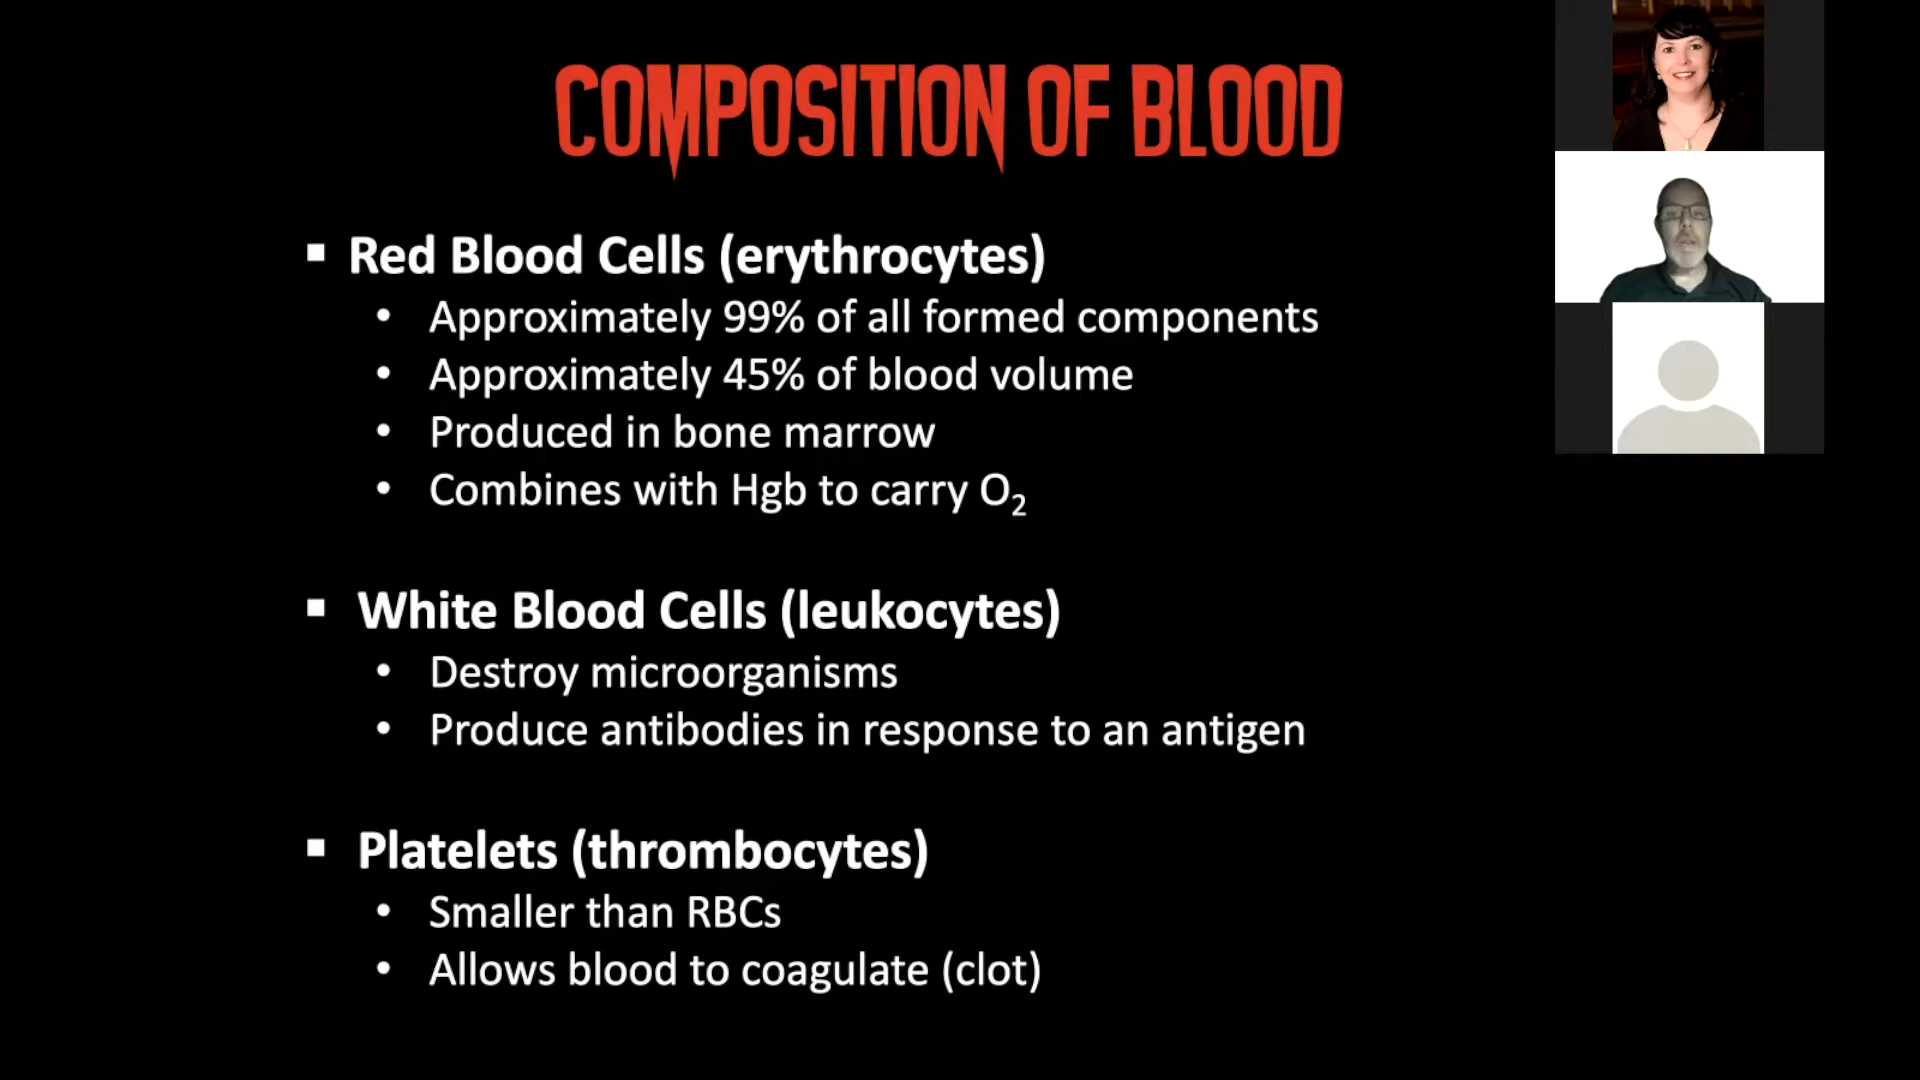 COMPOSITION OF BLOOD
▪ Red Blood Cells (erythrocytes)
• Approximately 99% of all formed components
• Approximately 45% of blood volume
• Produced in bone marrow
• Combines with Hgb to carry O₂
▪ White Blood Cells (leukocytes)
• Destroy microorganisms
• Produce antibodies in response to an antigen
▪ Platelets (thrombocytes)
• Smaller than RBCs
• Allows blood to coagulate (clot)